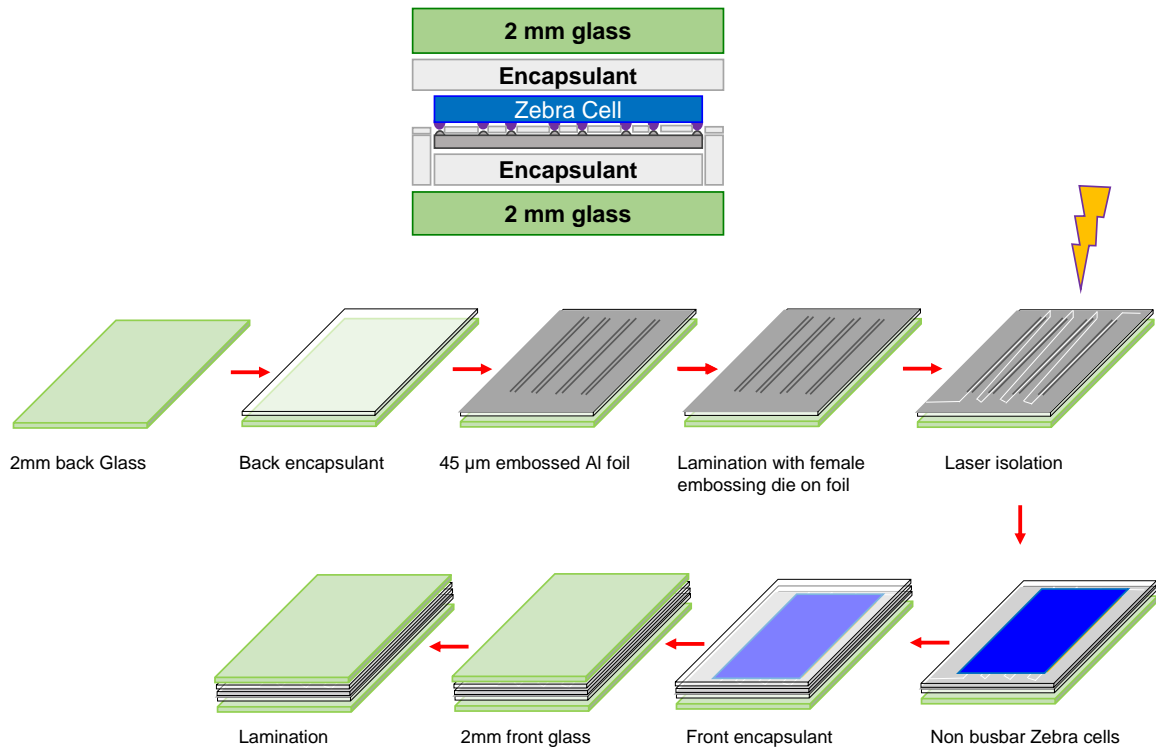 2 mm glass
Encapsulant
Zebra Cell
Encapsulant
2 mm glass
2mm back Glass
Back encapsulant
45 µm embossed Al foil
Lamination with female
embossing die on foil
Laser isolation
Lamination
2mm front glass
Front encapsulant
Non busbar Zebra cells